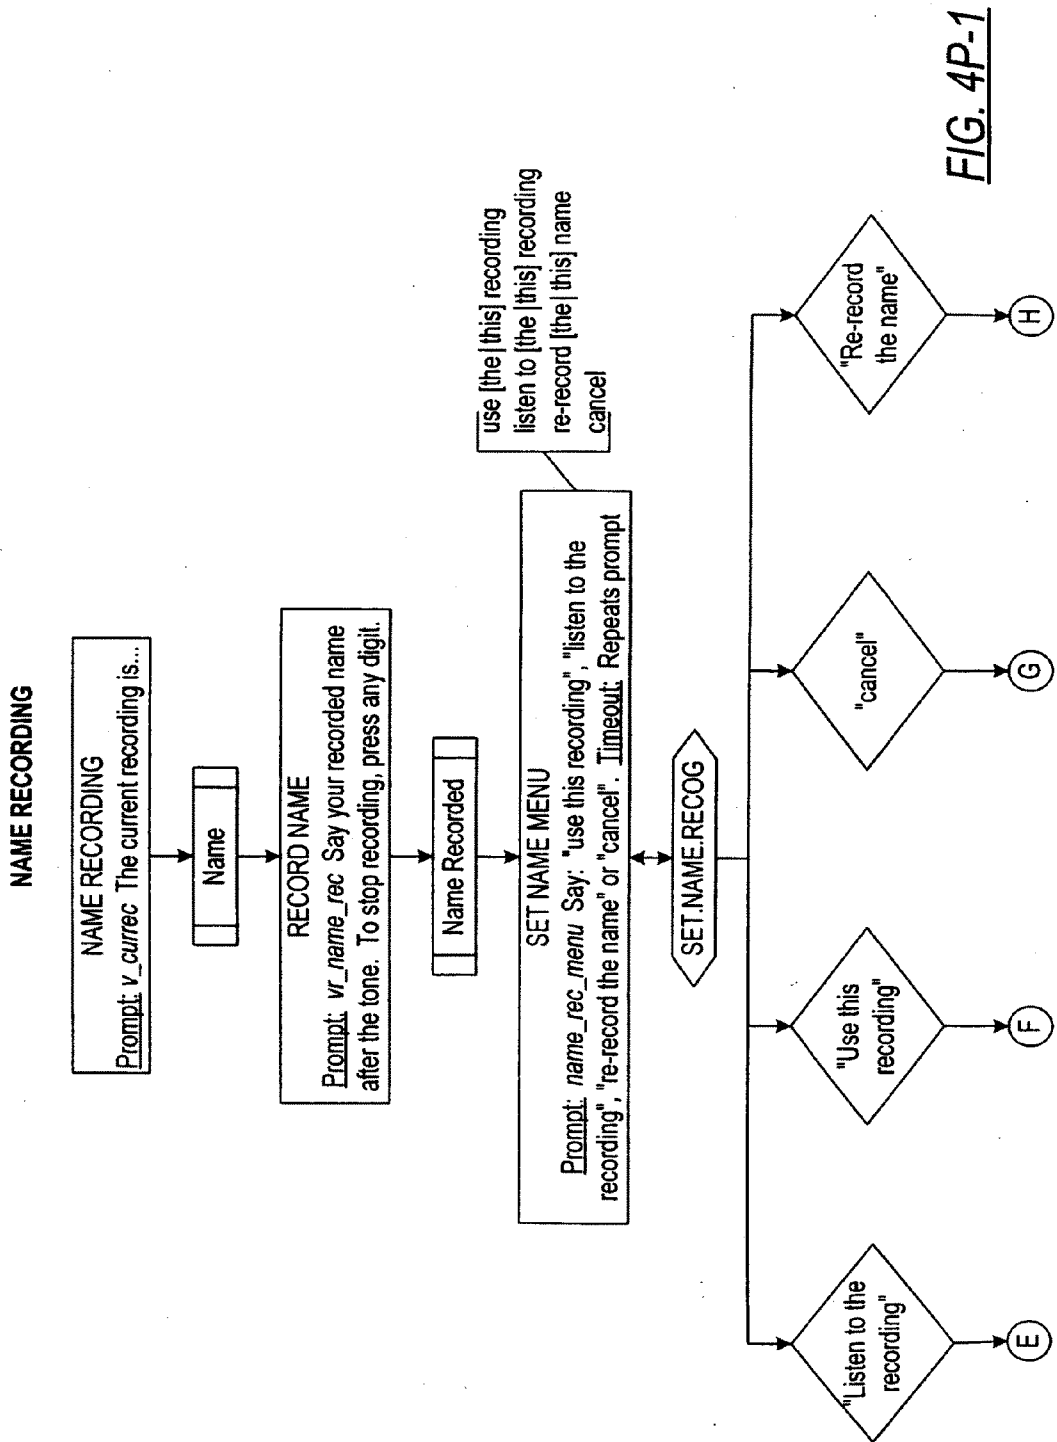 NAME RECORDING
NAME RECORDING
Prompt: v_currec The current recording is...
Name
RECORD NAME
Prompt: vr_name_rec Say your recorded name
after the tone. To stop recording, press any digit.
Name Recorded
SET NAME MENU
Prompt: name_rec_menu Say: "use this recording", "listen to the
recording", "re-record the name" or "cancel". Timeout: Repeats prompt
use [the|this] recording
listen to [the|this] recording
re-record [the|this] name
cancel
SET.NAME.RECOG
"Listen to the
recording"
"Use this
recording"
"cancel"
"Re-record
the name"
E
F
G
H
FIG. 4P-1